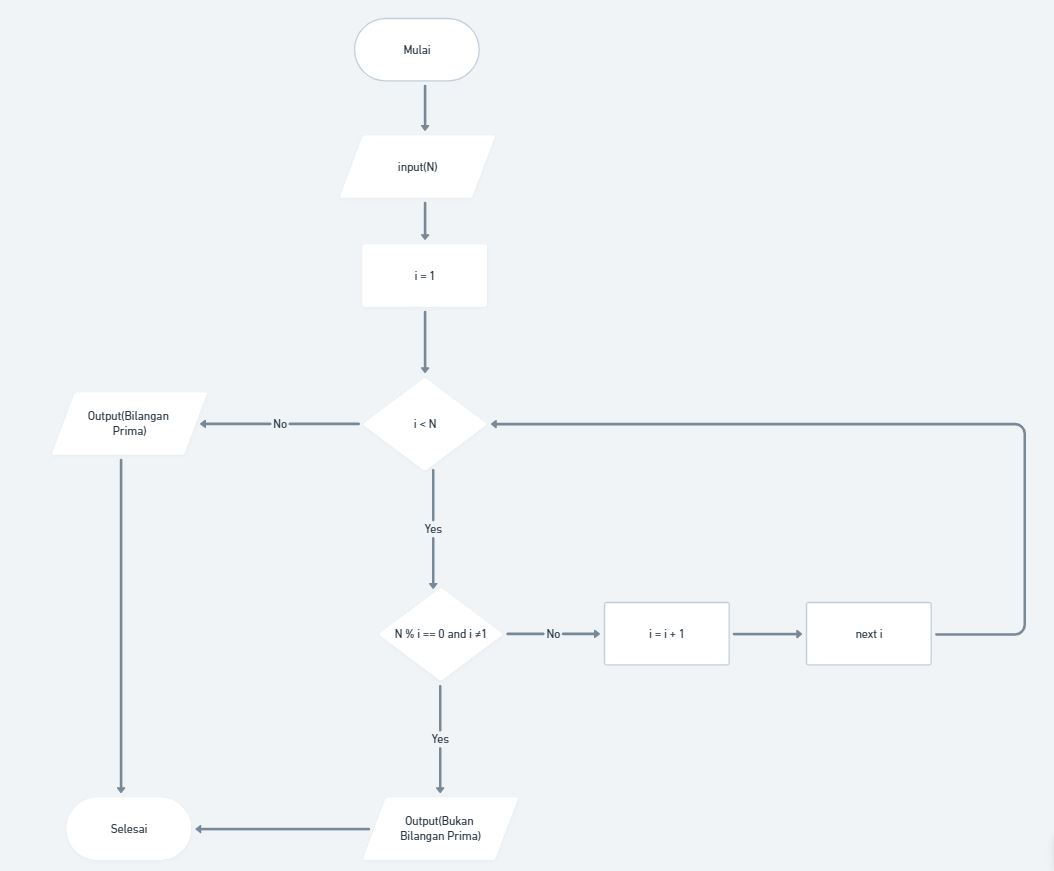 Mulai
input(N)
i = 1
i < N
No
Output(Bilangan
Prima)
Yes
N % i == 0 and i ≠1
No
i = i + 1
next i
Yes
Output(Bukan
Bilangan Prima)
Selesai